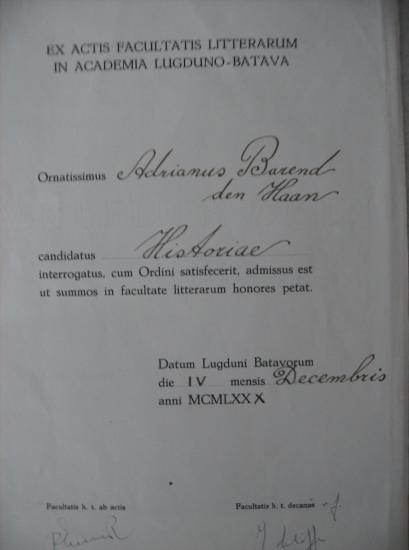 EX ACTIS FACULTATIS LITTERARUM
IN ACADEMIA LUGDUNO-BATAVA
Ornatissimus Adrianus Barend
den Haan
candidatus Historiae
interrogatus, cum Ordini satisfecerit, admissus est
ut summos in facultate litterarum honores petat.
Datum Lugduni Batavorum
die IV mensis Decembris
anni MCMLXXX
Facultatis h. t. ab actis Facultatis h. t. decanus